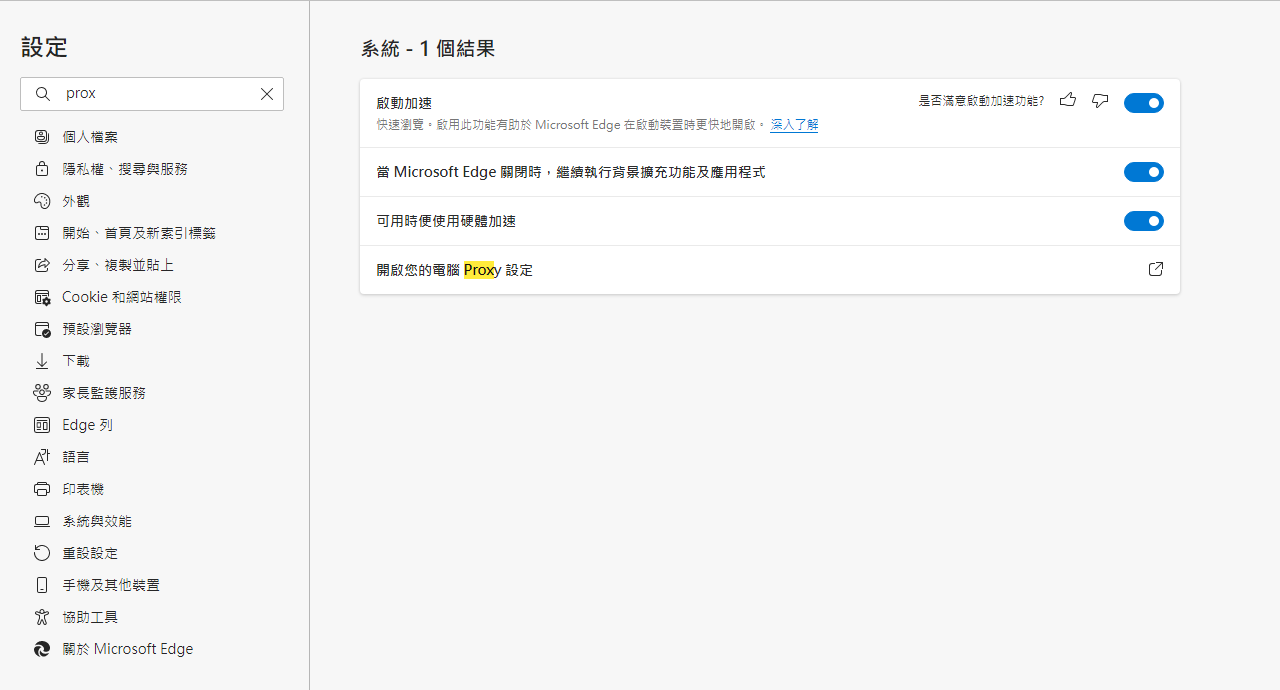 設定
prox
個人檔案
隱私權、搜尋與服務
外觀
開始、首頁及新索引標籤
分享、複製並貼上
Cookie 和網站權限
預設瀏覽器
下載
家長監護服務
Edge 列
語言
印表機
系統與效能
重設設定
手機及其他裝置
協助工具
關於 Microsoft Edge
系統 - 1 個結果
啟動加速
是否滿意啟動加速功能?
快速瀏覽。啟用此功能有助於 Microsoft Edge 在啟動裝置時更快地開啟。 深入了解
當 Microsoft Edge 關閉時，繼續執行背景擴充功能及應用程式
可用時便使用硬體加速
開啟您的電腦 Proxy 設定